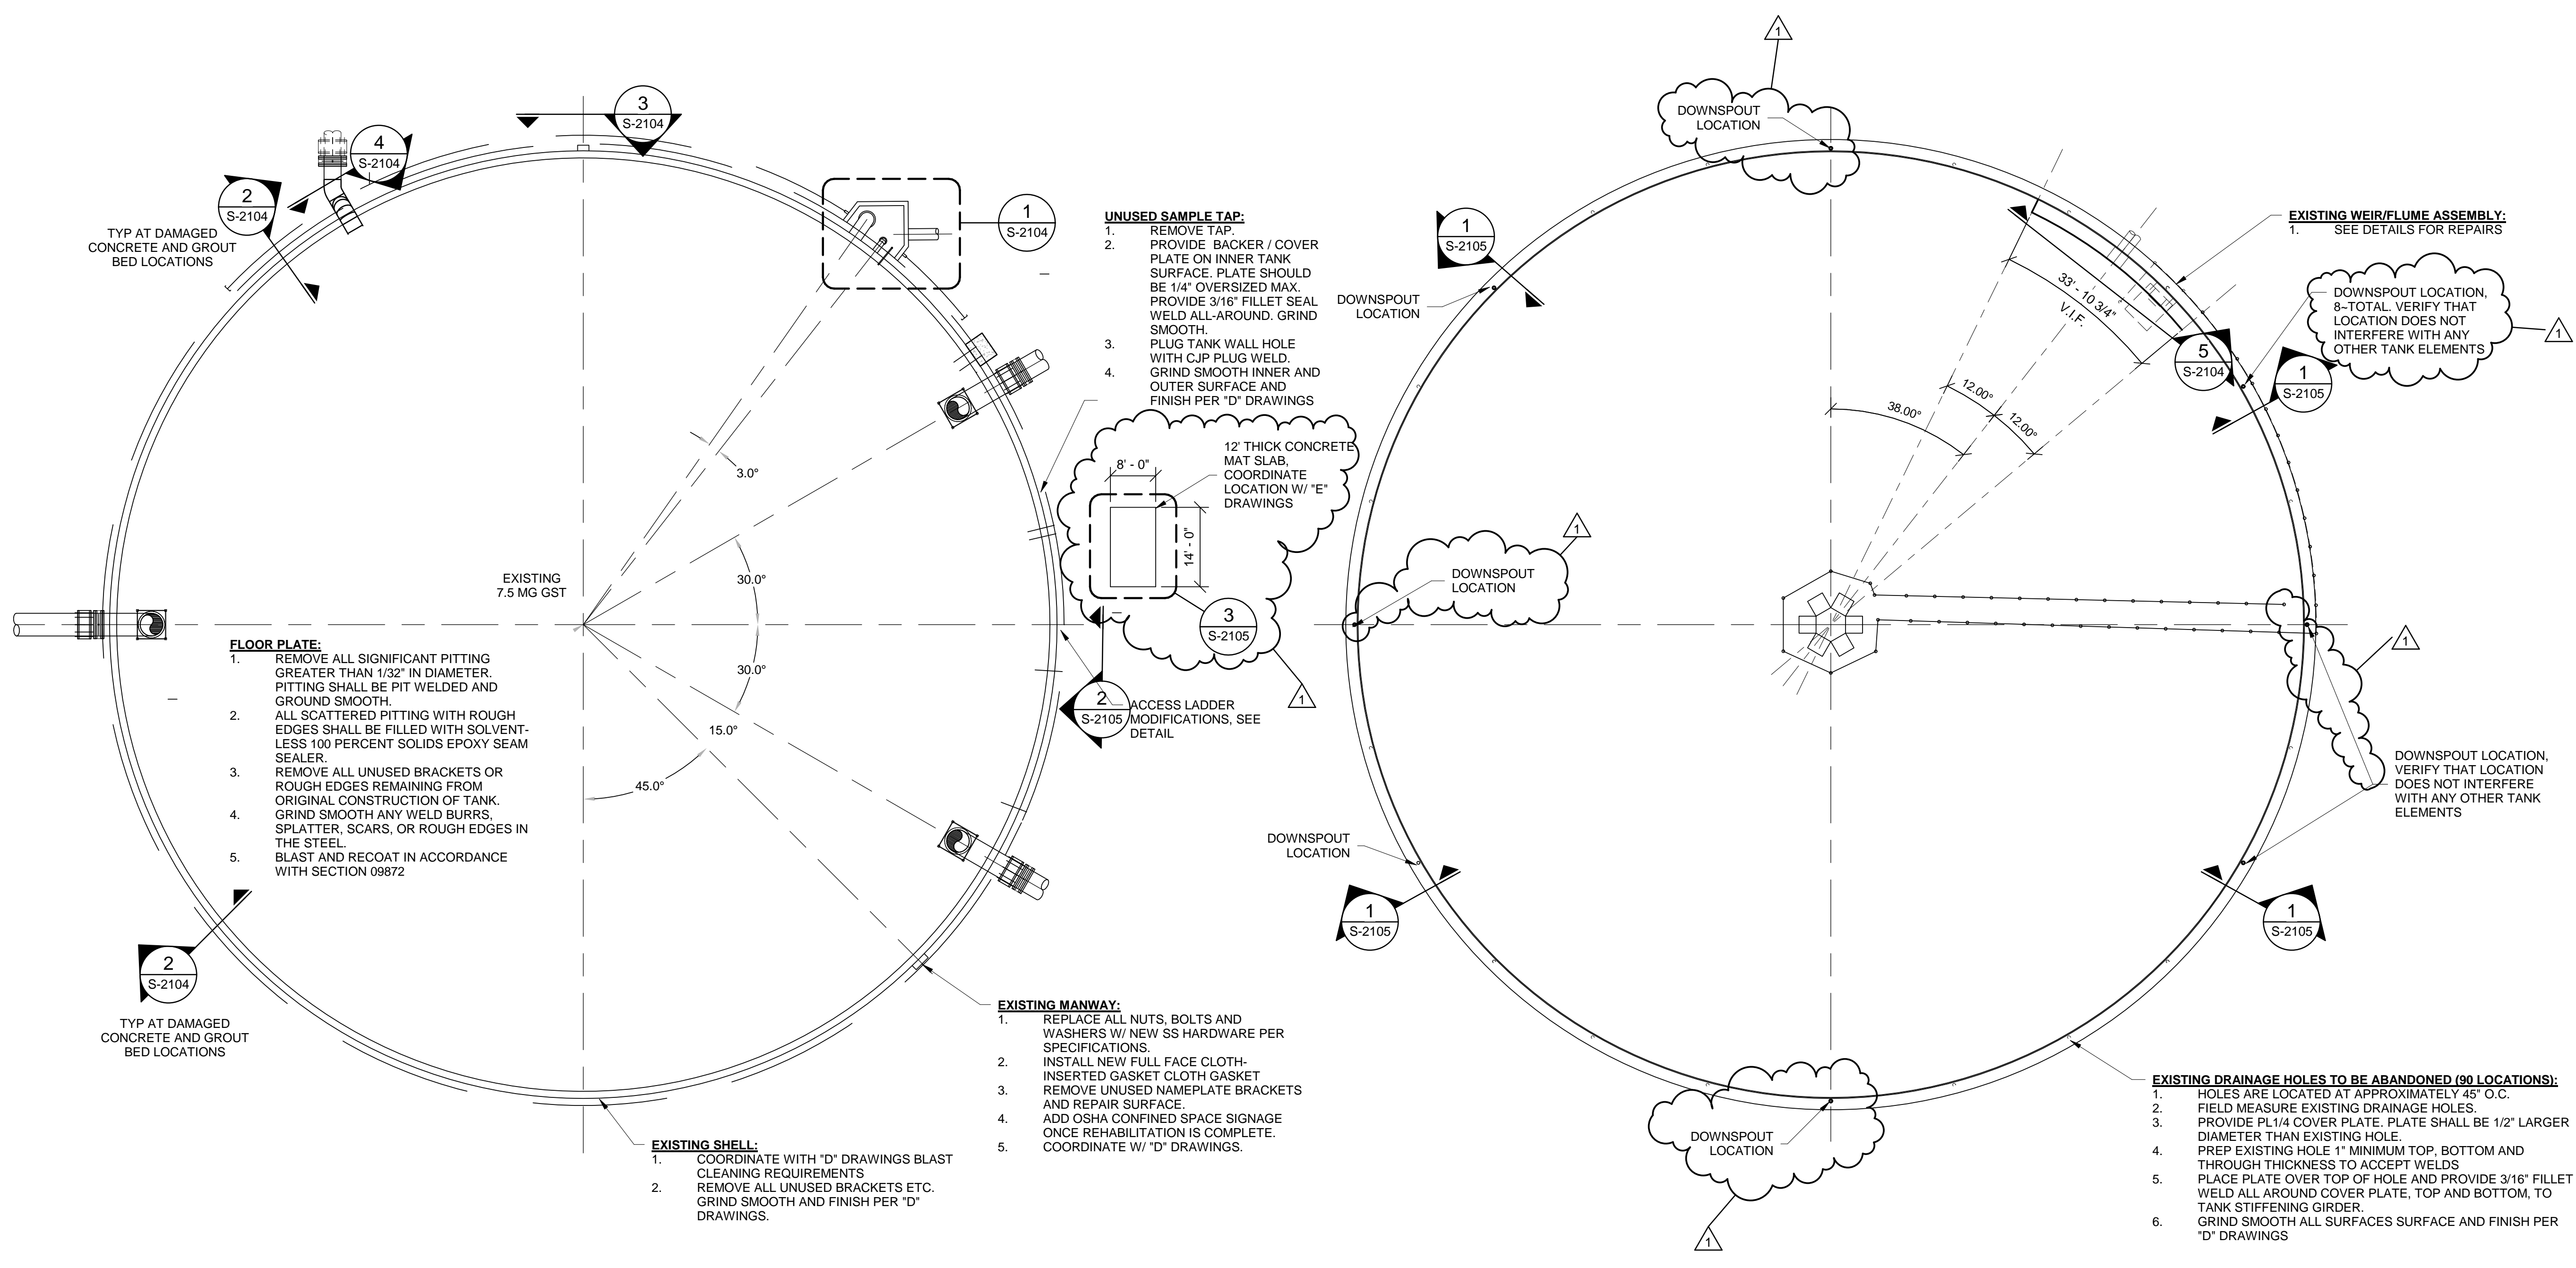 3
S-2104
4
S-2104
2
S-2104
TYP AT DAMAGED
CONCRETE AND GROUT
BED LOCATIONS
1
S-2104
3.0°
30.0°
30.0°
15.0°
45.0°
EXISTING
7.5 MG GST
FLOOR PLATE:
1. REMOVE ALL SIGNIFICANT PITTING
GREATER THAN 1/32" IN DIAMETER.
PITTING SHALL BE PIT WELDED AND
GROUND SMOOTH.
2. ALL SCATTERED PITTING WITH ROUGH
EDGES SHALL BE FILLED WITH SOLVENT-
LESS 100 PERCENT SOLIDS EPOXY SEAM
SEALER.
3. REMOVE ALL UNUSED BRACKETS OR
ROUGH EDGES REMAINING FROM
ORIGINAL CONSTRUCTION OF TANK.
4. GRIND SMOOTH ANY WELD BURRS,
SPLATTER, SCARS, OR ROUGH EDGES IN
THE STEEL.
5. BLAST AND RECOAT IN ACCORDANCE
WITH SECTION 09872
2
S-2104
TYP AT DAMAGED
CONCRETE AND GROUT
BED LOCATIONS
EXISTING SHELL:
1. COORDINATE WITH "D" DRAWINGS BLAST
CLEANING REQUIREMENTS
2. REMOVE ALL UNUSED BRACKETS ETC.
GRIND SMOOTH AND FINISH PER "D"
DRAWINGS.
EXISTING MANWAY:
1. REPLACE ALL NUTS, BOLTS AND
WASHERS W/ NEW SS HARDWARE PER
SPECIFICATIONS.
2. INSTALL NEW FULL FACE CLOTH-
INSERTED GASKET CLOTH GASKET
3. REMOVE UNUSED NAMEPLATE BRACKETS
AND REPAIR SURFACE.
4. ADD OSHA CONFINED SPACE SIGNAGE
ONCE REHABILITATION IS COMPLETE.
5. COORDINATE W/ "D" DRAWINGS.
UNUSED SAMPLE TAP:
1. REMOVE TAP.
2. PROVIDE BACKER / COVER
PLATE ON INNER TANK
SURFACE. PLATE SHOULD
BE 1/4" OVERSIZED MAX.
PROVIDE 3/16" FILLET SEAL
WELD ALL-AROUND. GRIND
SMOOTH.
3. PLUG TANK WALL HOLE
WITH CJP PLUG WELD.
4. GRIND SMOOTH INNER AND
OUTER SURFACE AND
FINISH PER "D" DRAWINGS
12' THICK CONCRETE
MAT SLAB,
COORDINATE
LOCATION W/ "E"
DRAWINGS
8' - 0"
14' - 0"
3
S-2105
1
2
S-2105
ACCESS LADDER
MODIFICATIONS, SEE
DETAIL
1
DOWNSPOUT
LOCATION
1
S-2105
DOWNSPOUT
LOCATION
EXISTING WEIR/FLUME ASSEMBLY:
1. SEE DETAILS FOR REPAIRS
33' - 10 3/4"
V.I.F.
DOWNSPOUT LOCATION,
8~TOTAL. VERIFY THAT
LOCATION DOES NOT
INTERFERE WITH ANY
OTHER TANK ELEMENTS
1
5
S-2104
1
S-2105
38.00°
12.00°
12.00°
DOWNSPOUT
LOCATION
1
1
DOWNSPOUT LOCATION,
VERIFY THAT LOCATION
DOES NOT INTERFERE
WITH ANY OTHER TANK
ELEMENTS
DOWNSPOUT
LOCATION
1
S-2105
1
S-2105
DOWNSPOUT
LOCATION
1
EXISTING DRAINAGE HOLES TO BE ABANDONED (90 LOCATIONS):
1. HOLES ARE LOCATED AT APPROXIMATELY 45" O.C.
2. FIELD MEASURE EXISTING DRAINAGE HOLES.
3. PROVIDE PL1/4 COVER PLATE. PLATE SHALL BE 1/2" LARGER
DIAMETER THAN EXISTING HOLE.
4. PREP EXISTING HOLE 1" MINIMUM TOP, BOTTOM AND
THROUGH THICKNESS TO ACCEPT WELDS
5. PLACE PLATE OVER TOP OF HOLE AND PROVIDE 3/16" FILLET
WELD ALL AROUND COVER PLATE, TOP AND BOTTOM, TO
TANK STIFFENING GIRDER.
6. GRIND SMOOTH ALL SURFACES SURFACE AND FINISH PER
"D" DRAWINGS